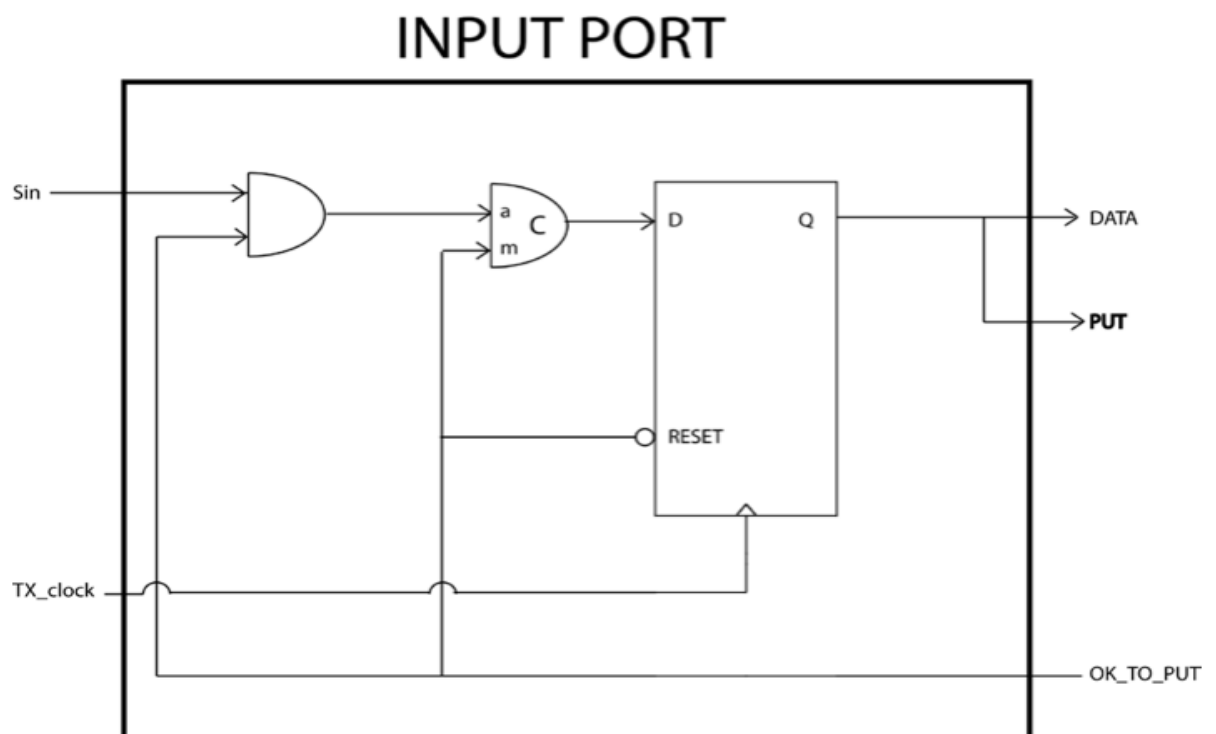 INPUT PORT
Sin
a
C
m
D
Q
DATA
PUT
RESET
TX_clock
OK_TO_PUT